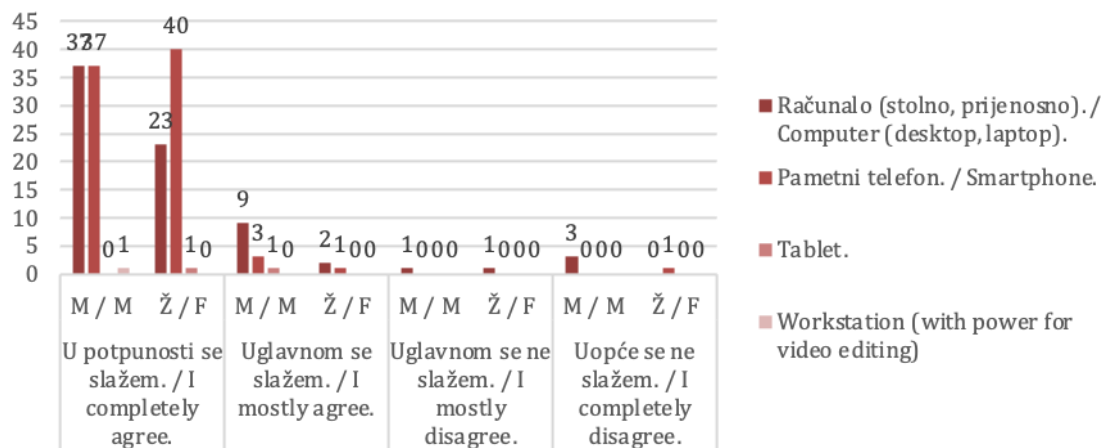 45
40
35
30
25
20
15
10
5
0
37 37 0 1 23 40 1 0 9 3 1 0 2 1 0 0 1 0 0 0 1 0 0 0 3 0 0 0 0 1 0 0
M / M Ž / F M / M Ž / F M / M Ž / F M / M Ž / F
U potpunosti se
slažem. / I
completely
agree.
Uglavnom se
slažem. / I
mostly agree.
Uglavnom se ne
slažem. / I
mostly
disagree.
Uopće se ne
slažem. / I
completely
disagree.
Računalo (stolno, prijenosno). /
Computer (desktop, laptop).
Pametni telefon. / Smartphone.
Tablet.
Workstation (with power for
video editing)